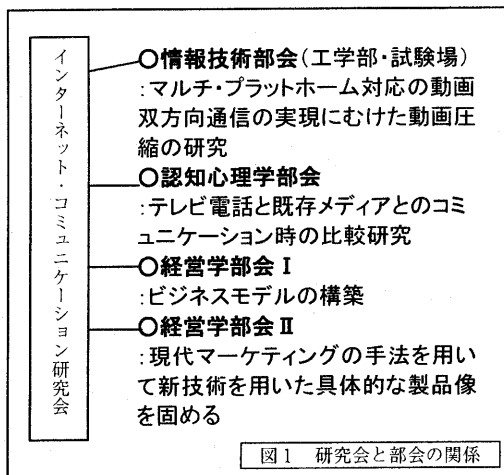 インターネット・コミュニケーション研究会
○情報技術部会(工学部・試験場)
:マルチ・プラットホーム対応の動画
双方向通信の実現にむけた動画圧
縮の研究
○認知心理学部会
:テレビ電話と既存メディアとのコミ
ュニケーション時の比較研究
○経営学部会Ⅰ
:ビジネスモデルの構築
○経営学部会Ⅱ
:現代マーケティングの手法を用い
て新技術を用いた具体的な製品像
を固める
図1 研究会と部会の関係